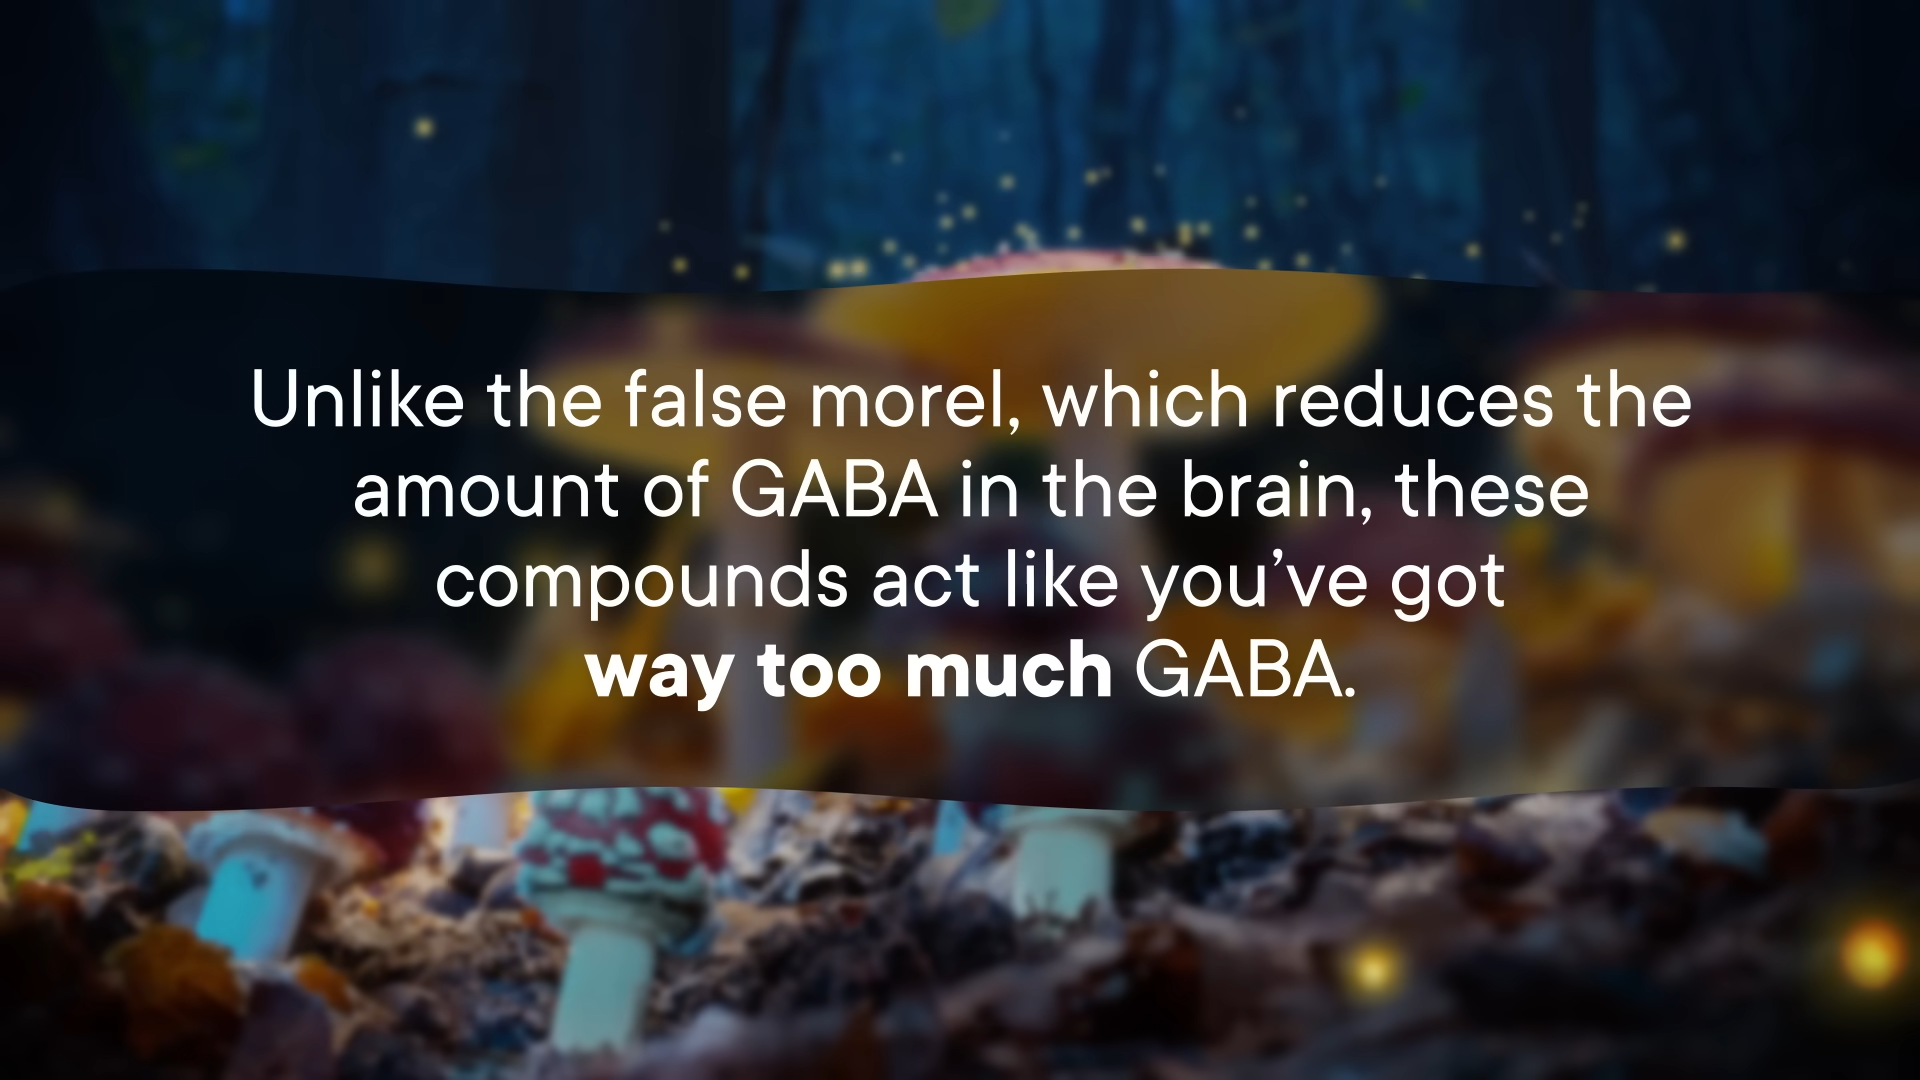 Unlike the false morel, which reduces the
amount of GABA in the brain, these
compounds act like you’ve got
way too much GABA.